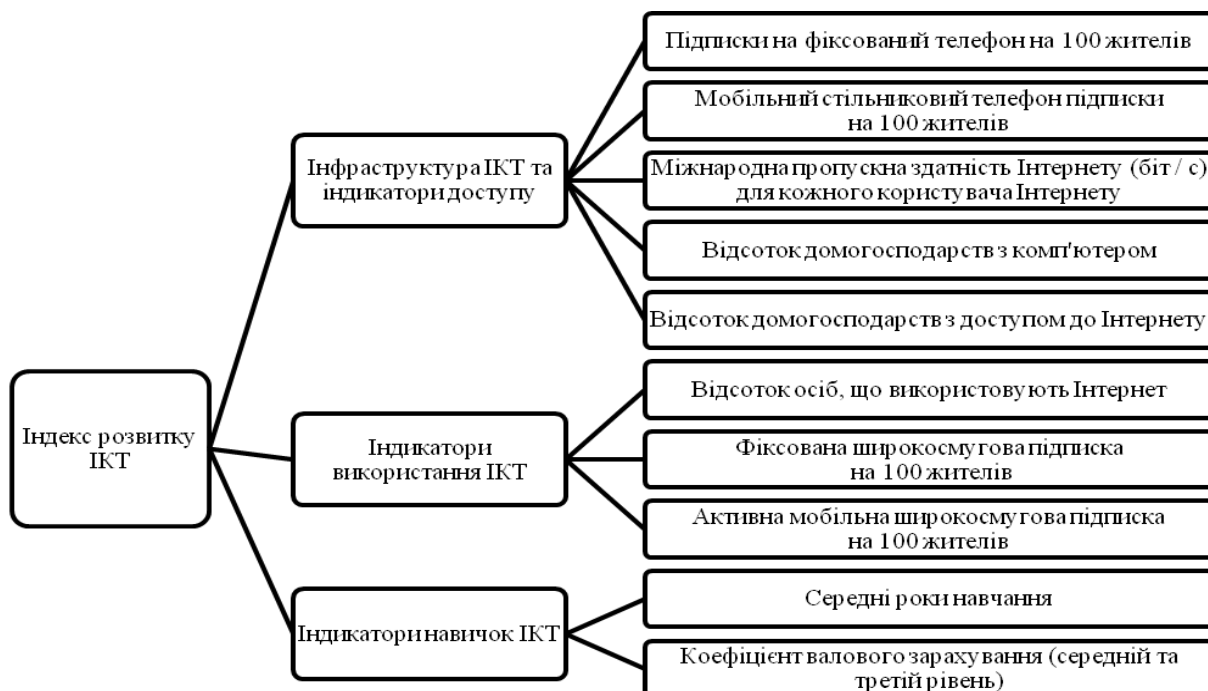 Індекс розвитку
ІКТ
Інфраструктура ІКТ та
індикатори доступу
Підписки на фіксований телефон на 100 жителів
Мобільний стільниковий телефон підписки
на 100 жителів
Міжнародна пропускна здатність Інтернету (біт / с)
для кожного користувача Інтернету
Відсоток домогосподарств з комп'ютером
Відсоток домогосподарств з доступом до Інтернету
Індикатори
використання ІКТ
Відсоток осіб, що використовують Інтернет
Фіксована широкосмугова підписка
на 100 жителів
Активна мобільна широкосмугова підписка
на 100 жителів
Індикатори навичок ІКТ
Середні роки навчання
Коефіцієнт валового зарахування (середній та
третій рівень)